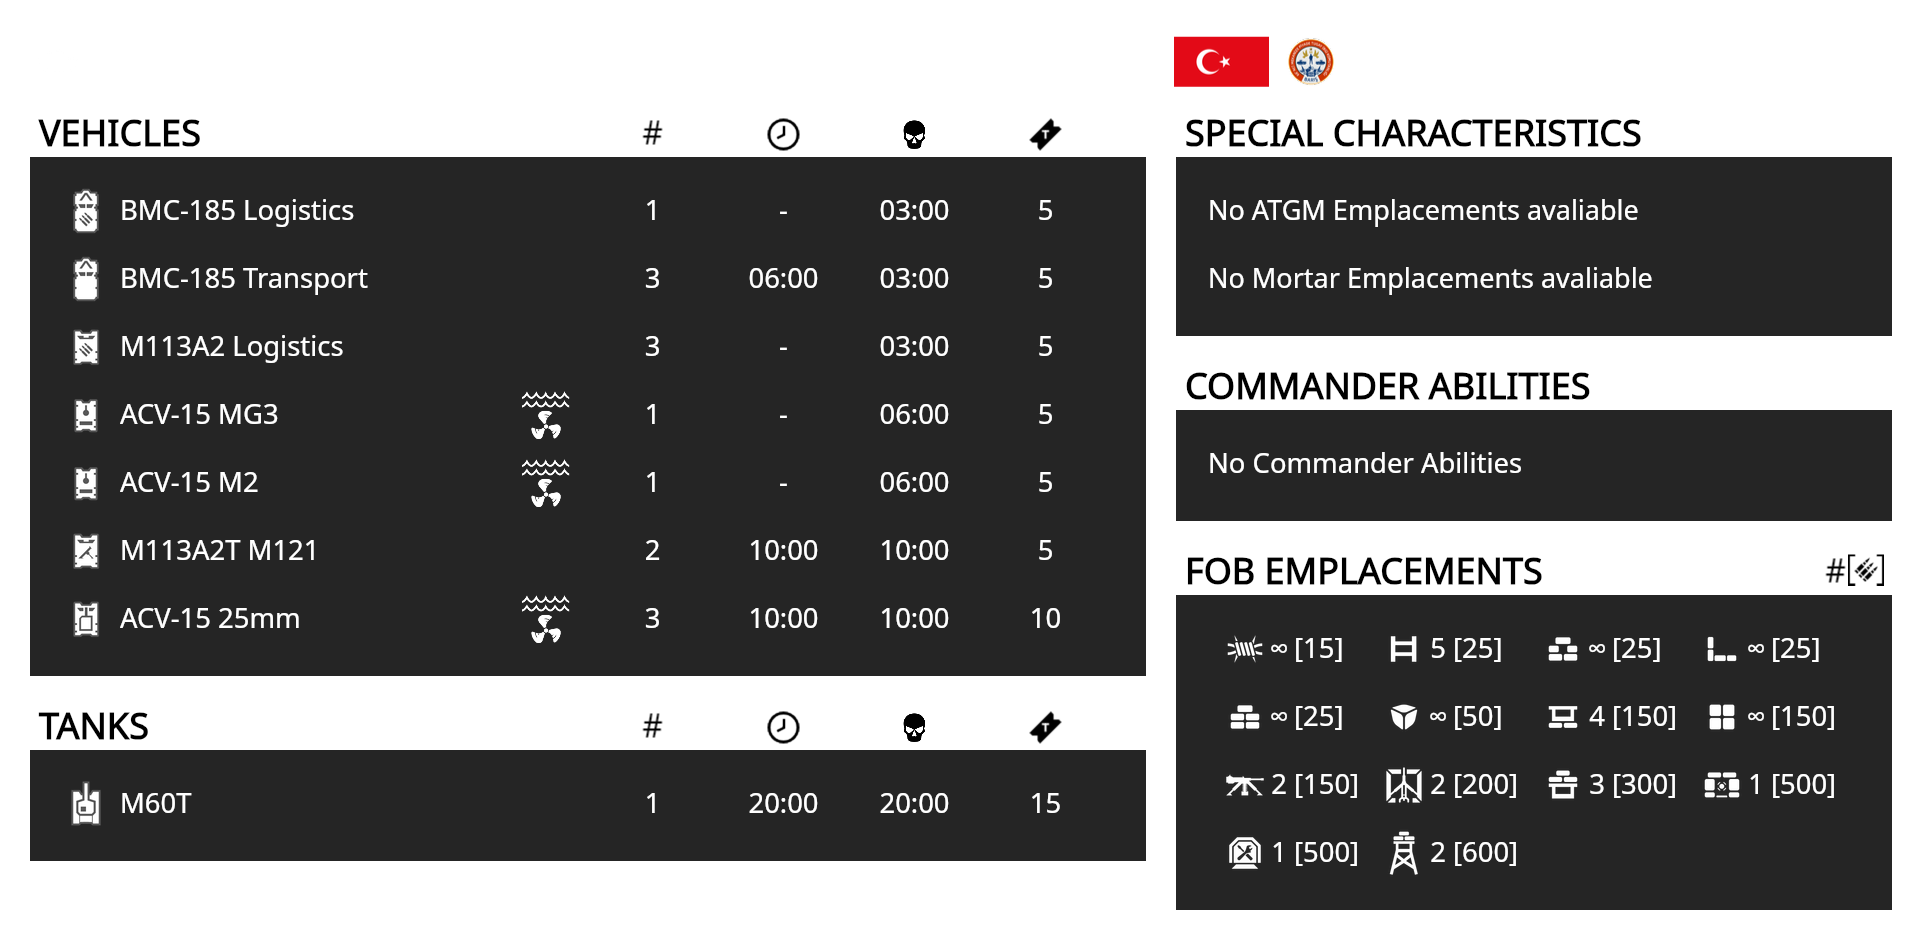 VEHICLES #
BMC-185 Logistics 1 - 03:00 5
BMC-185 Transport 3 06:00 03:00 5
M113A2 Logistics 3 - 03:00 5
ACV-15 MG3 1 - 06:00 5
ACV-15 M2 1 - 06:00 5
M113A2T M121 2 10:00 10:00 5
ACV-15 25mm 3 10:00 10:00 10
TANKS #
M60T 1 20:00 20:00 15
SPECIAL CHARACTERISTICS
No ATGM Emplacements avaliable
No Mortar Emplacements avaliable
COMMANDER ABILITIES
No Commander Abilities
FOB EMPLACEMENTS #[ ]
∞ [15] 5 [25] ∞ [25] ∞ [25]
∞ [25] ∞ [50] 4 [150] ∞ [150]
2 [150] 2 [200] 3 [300] 1 [500]
1 [500] 2 [600]